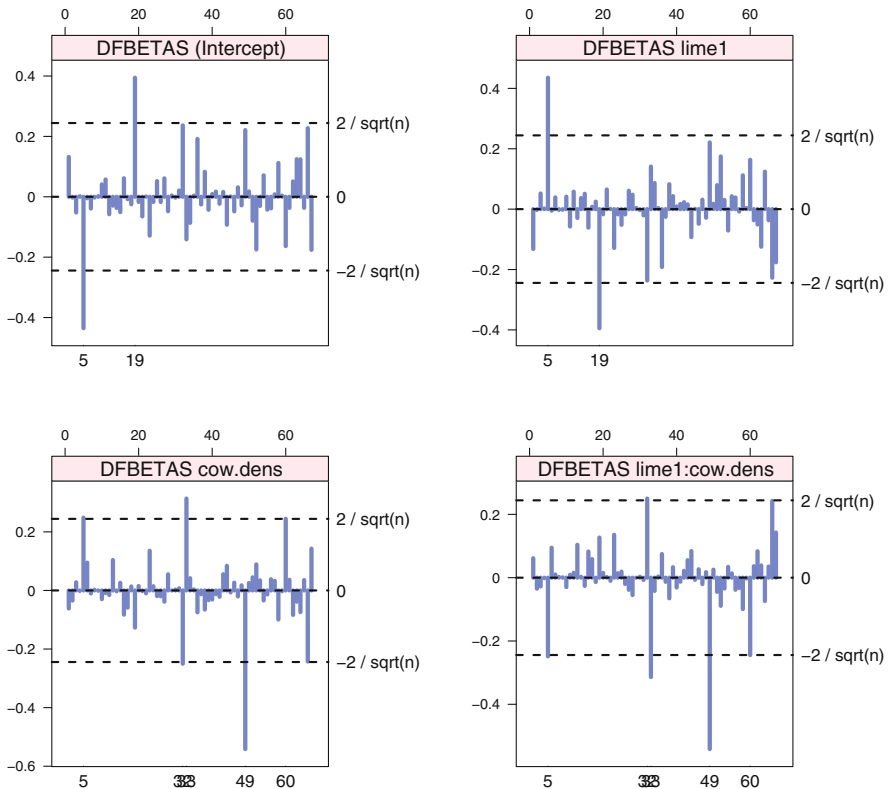 0 20 40 60
DFBETAS (Intercept)
0.4
0.2
0
−0.2
−0.4
2 / sqrt(n)
0
−2 / sqrt(n)
5 19
0 20 40 60
DFBETAS lime1
0.4
0.2
0
−0.2
−0.4
2 / sqrt(n)
0
−2 / sqrt(n)
5 19
0 20 40 60
DFBETAS cow.dens
0.2
0
−0.2
−0.4
−0.6
2 / sqrt(n)
0
−2 / sqrt(n)
5 32 33 49 60
0 20 40 60
DFBETAS lime1:cow.dens
0.2
0
−0.2
−0.4
2 / sqrt(n)
0
−2 / sqrt(n)
5 32 33 49 60